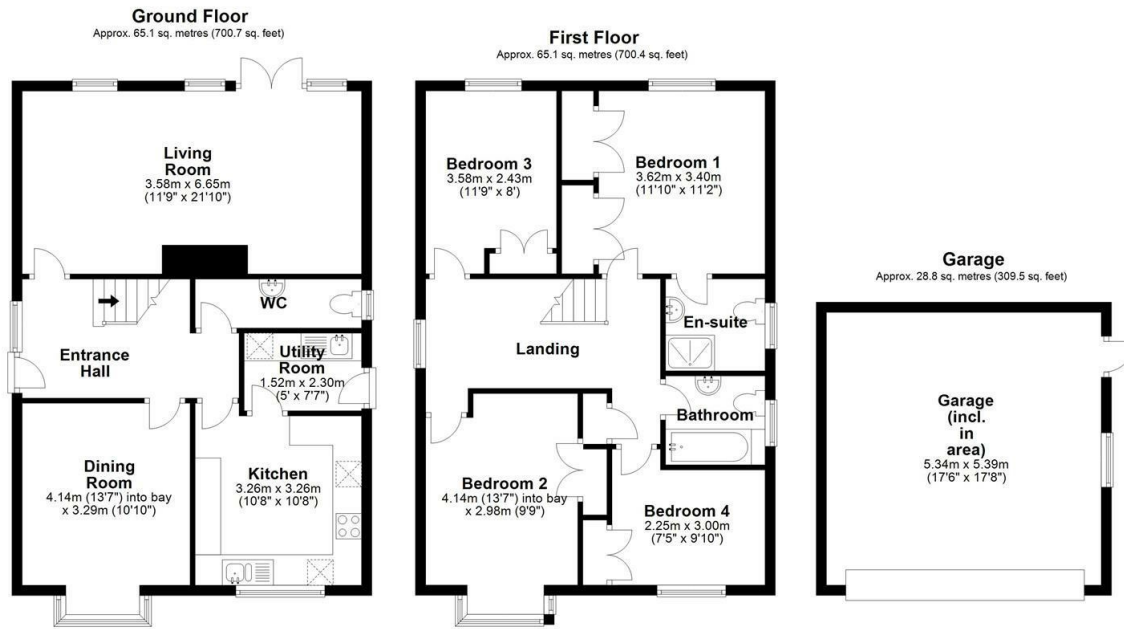 Ground Floor
Approx. 65.1 sq. metres (700.7 sq. feet)
Living
Room
3.58m x 6.65m
(11'9" x 21'10")
WC
Entrance
Hall
Utility
Room
1.52m x 2.30m
(5' x 7'7")
Dining
Room
4.14m (13'7") into bay
x 3.29m (10'10")
Kitchen
3.26m x 3.26m
(10'8" x 10'8")
First Floor
Approx. 65.1 sq. metres (700.4 sq. feet)
Bedroom 3
3.58m x 2.43m
(11'9" x 8')
Bedroom 1
3.62m x 3.40m
(11'10" x 11'2")
En-suite
Landing
Bathroom
Bedroom 2
4.14m (13'7") into bay
x 2.98m (9'9")
Bedroom 4
2.25m x 3.00m
(7'5" x 9'10")
Garage
Approx. 28.8 sq. metres (309.5 sq. feet)
Garage
(incl.
in
area)
5.34m x 5.39m
(17'6" x 17'8")